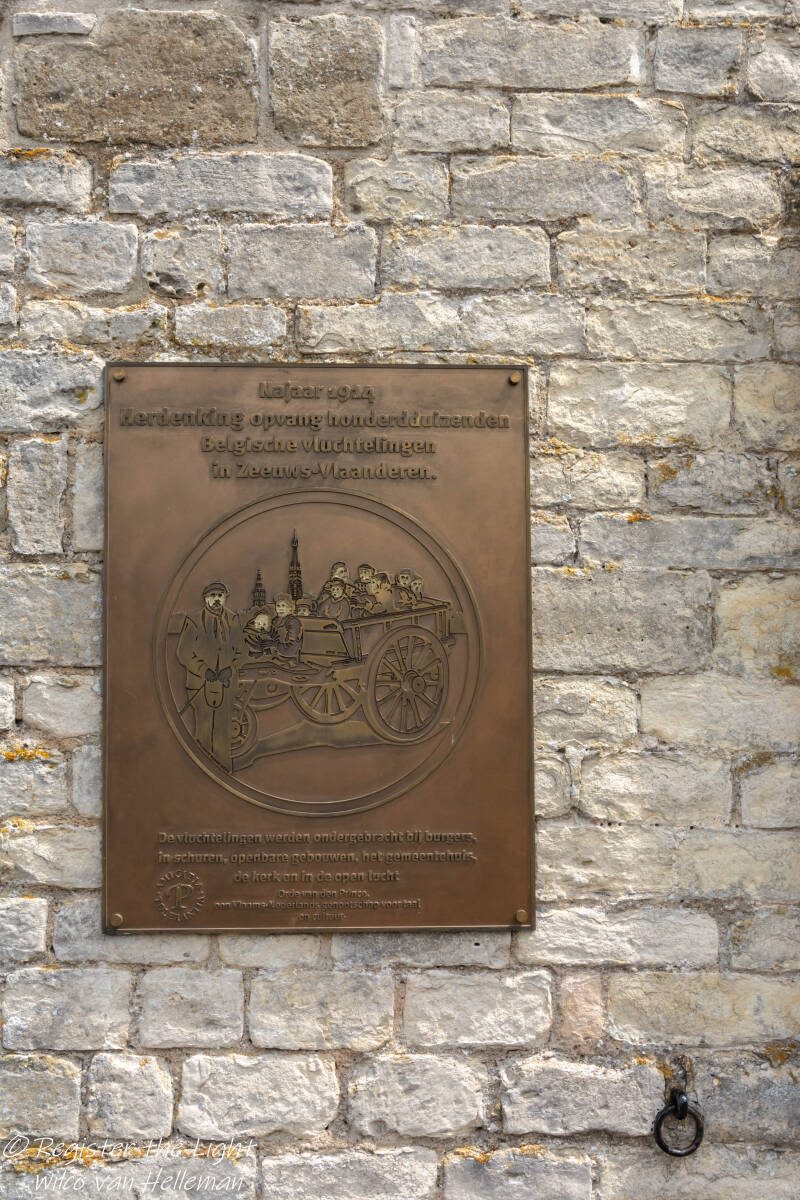 Najaar 1914
Herdenking opvang honderdduizenden
Belgische vluchtelingen
in Zeeuws-Vlaanderen.
De vluchtelingen werden ondergebracht bij burgers,
in schuren, openbare gebouwen, het gemeentehuis,
de kerk en in de open lucht
Orde van den Prince,
een Vlaams-Nederlands genootschap voor taal
en cultuur
© Register the Light
Wilco van Helleman